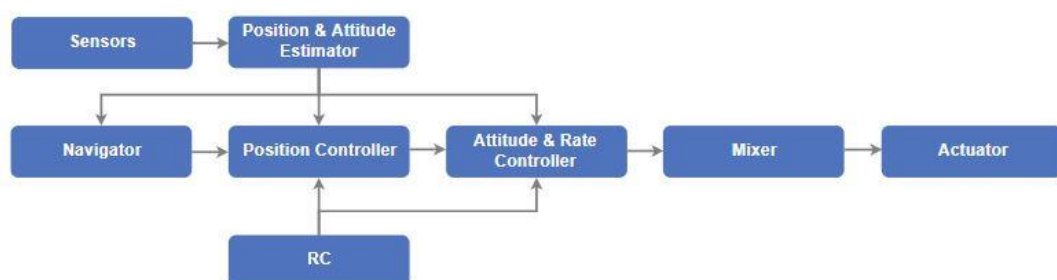 Sensors
Position & Attitude
Estimator
Navigator
Position Controller
Attitude & Rate
Controller
Mixer
Actuator
RC